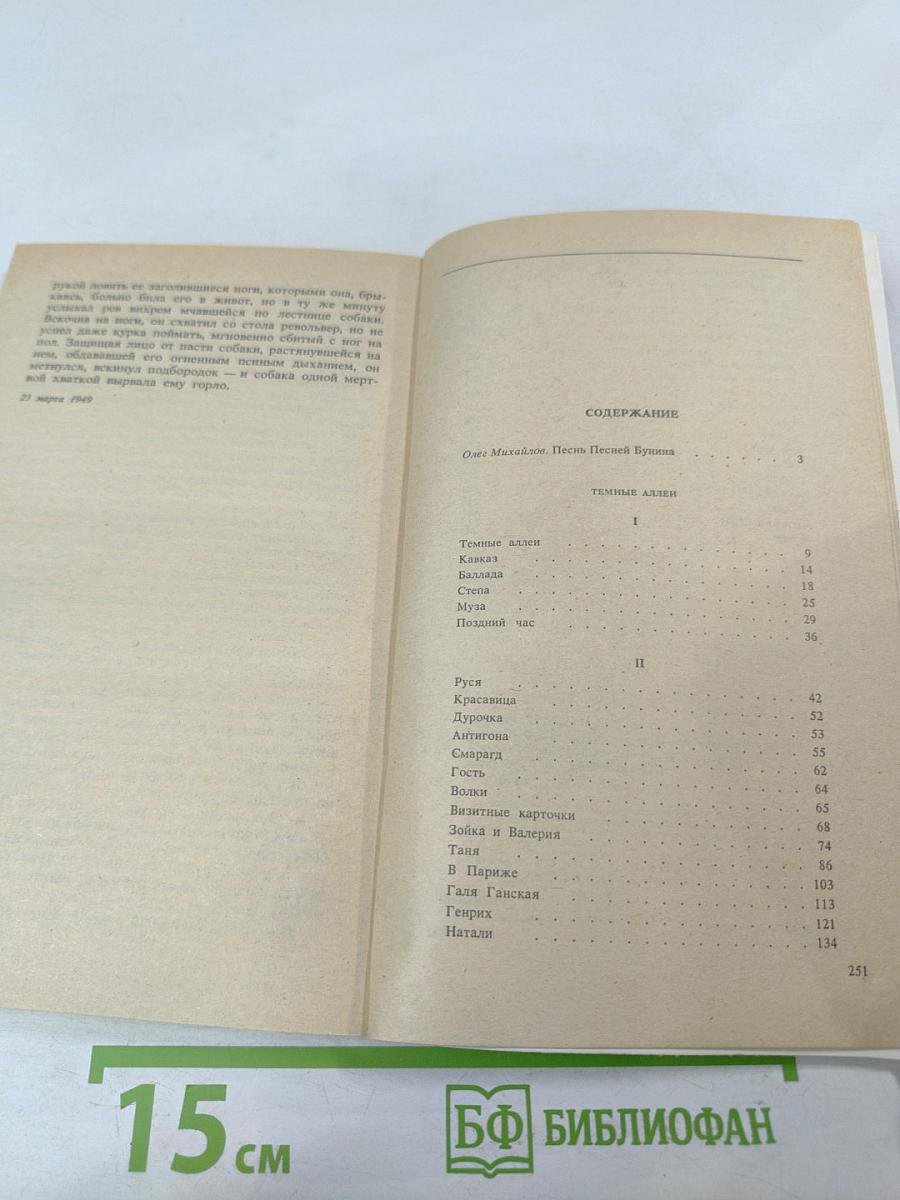 рукой ловить ее заголившиеся ноги, которыми она, бры-
каясь, больно била его в живот, но в ту же минуту
услыхал рев вихрем мчавшейся по лестнице собаки.
Вскочив на ноги, он схватил со стола револьвер, но не
успел даже курка поймать, мгновенно сбитый с ног на
пол. Защищая лицо от пасти собаки, растянувшейся на
нем, обдававшей его огненным псиным дыханием, он
метнулся, вскинул подбородок — и собака одной мерт-
вой хваткой вырвала ему горло.
23 марта 1949
СОДЕРЖАНИЕ
Олег Михайлов. Песнь Песней Бунина . . . . . . 3
ТЕМНЫЕ АЛЛЕИ
I
Темные аллеи . . . . . . . . . . 9
Кавказ . . . . . . . . . . 14
Баллада . . . . . . . . . . 18
Степа . . . . . . . . . . 25
Муза . . . . . . . . . . 29
Поздний час . . . . . . . . . . 36
II
Руся . . . . . . . . . . 42
Красавица . . . . . . . . . . 52
Дурочка . . . . . . . . . . 53
Антигона . . . . . . . . . . 55
Смарагд . . . . . . . . . . 62
Гость . . . . . . . . . . 64
Волки . . . . . . . . . . 65
Визитные карточки . . . . . . . . . . 68
Зойка и Валерия . . . . . . . . . . 74
Таня . . . . . . . . . . 86
В Париже . . . . . . . . . . 103
Галя Ганская . . . . . . . . . . 113
Генрих . . . . . . . . . . 121
Натали . . . . . . . . . . 134
251
15 см
БФ БИБЛИОФАН